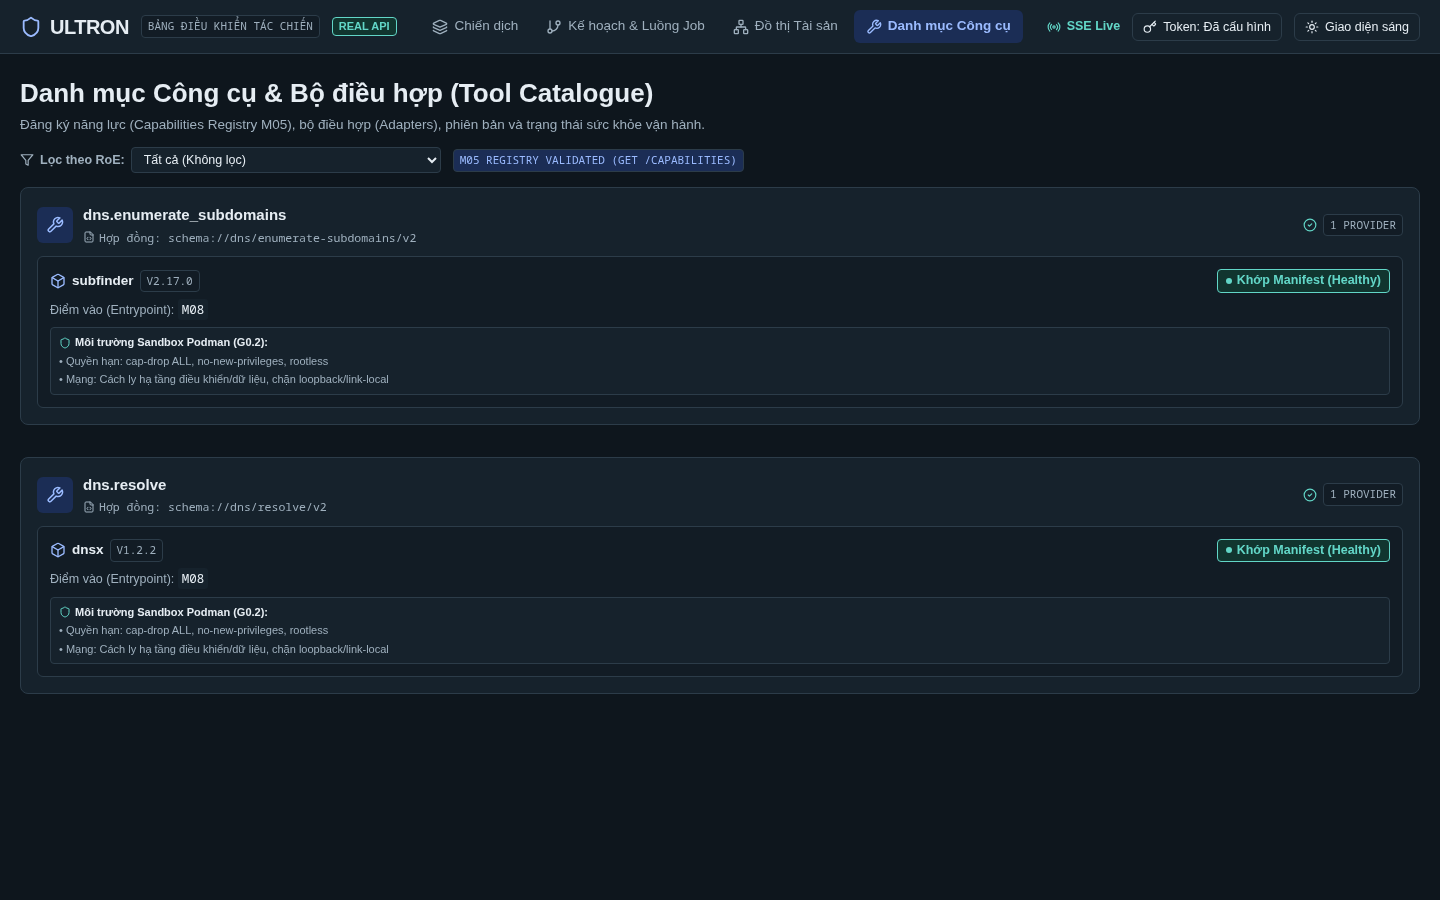 ULTRON BẢNG ĐIỀU KHIỂN TÁC CHIẾN REAL API Chiến dịch Kế hoạch & Luồng Job Đồ thị Tài sản Danh mục Công cụ SSE Live Token: Đã cấu hình Giao diện sáng
Danh mục Công cụ & Bộ điều hợp (Tool Catalogue)
Đăng ký năng lực (Capabilities Registry M05), bộ điều hợp (Adapters), phiên bản và trạng thái sức khỏe vận hành.
Lọc theo RoE: Tất cả (Không lọc) M05 REGISTRY VALIDATED (GET /CAPABILITIES)
dns.enumerate_subdomains
Hợp đồng: schema://dns/enumerate-subdomains/v2
1 PROVIDER
subfinder V2.17.0 Khớp Manifest (Healthy)
Điểm vào (Entrypoint): M08
Môi trường Sandbox Podman (G0.2):
• Quyền hạn: cap-drop ALL, no-new-privileges, rootless
• Mạng: Cách ly hạ tầng điều khiển/dữ liệu, chặn loopback/link-local
dns.resolve
Hợp đồng: schema://dns/resolve/v2
1 PROVIDER
dnsx V1.2.2 Khớp Manifest (Healthy)
Điểm vào (Entrypoint): M08
Môi trường Sandbox Podman (G0.2):
• Quyền hạn: cap-drop ALL, no-new-privileges, rootless
• Mạng: Cách ly hạ tầng điều khiển/dữ liệu, chặn loopback/link-local